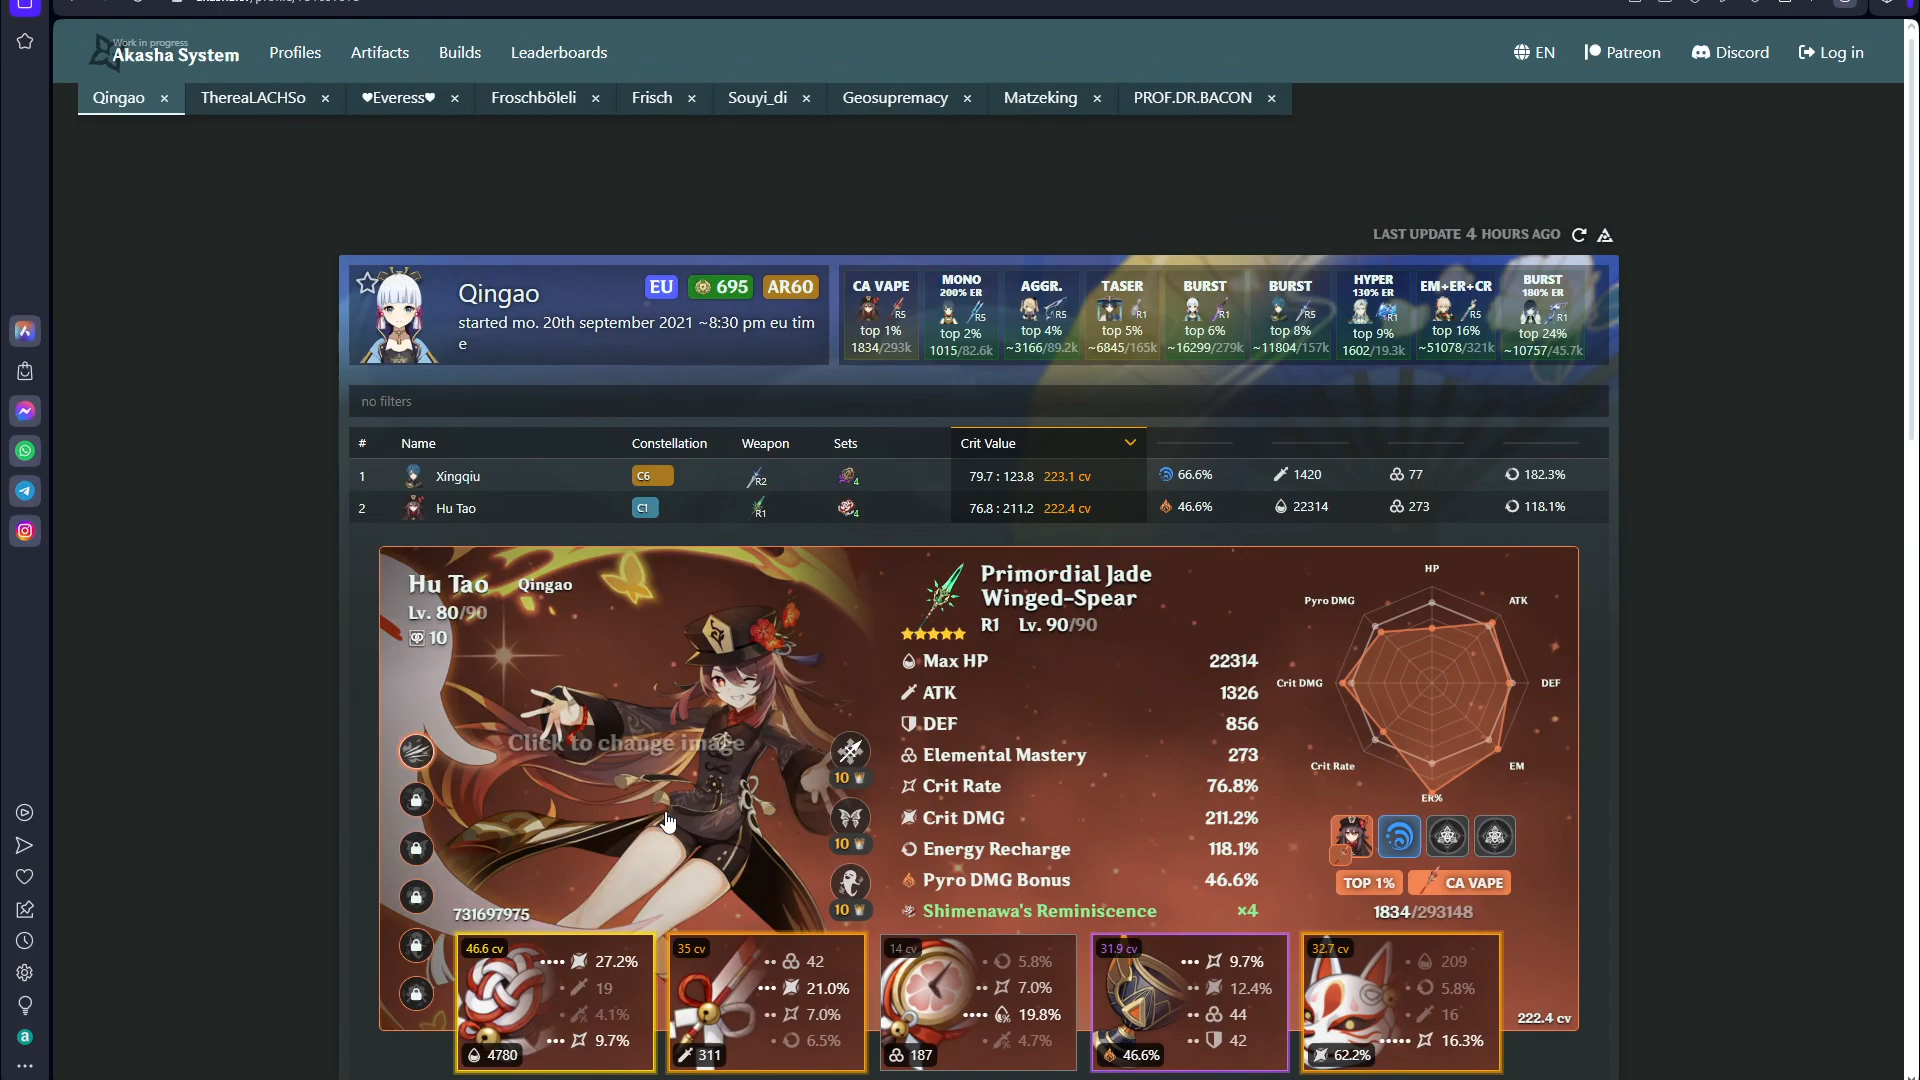 Work in progress
Akasha System
Profiles
Artifacts
Builds
Leaderboards
EN
Patreon
Discord
Log in
Qingao ×
ThereaLACHSo ×
♥Everess♥ ×
Froschböleli ×
Frisch ×
Souyi_di ×
Geosupremacy ×
Matzeking ×
PROF.DR.BACON ×
LAST UPDATE 4 HOURS AGO
Qingao
EU
695
AR60
started mo. 20th september 2021 ~8:30 pm eu tim
e
CA VAPE
R5
top 1%
1834/293k
MONO
200% ER
R5
top 2%
1015/82.6k
AGGR.
R5
top 4%
~3166/89.2k
TASER
R1
top 5%
~6845/165k
BURST
R1
top 6%
~16299/279k
BURST
R5
top 8%
~11804/157k
HYPER
130% ER
R1
top 9%
1602/19.3k
EM+ER+CR
R5
top 16%
~51078/321k
BURST
180% ER
R1
top 24%
~10757/45.7k
no filters
# Name Constellation Weapon Sets Crit Value
1 Xingqiu C6 R2 4 79.7 : 123.8 223.1 cv 66.6% 1420 77 182.3%
2 Hu Tao C1 R1 4 76.8 : 211.2 222.4 cv 46.6% 22314 273 118.1%
Hu Tao Qingao
Lv. 80/90
10
Click to change image
10
10
10
731697975
Primordial Jade
Winged-Spear
R1 Lv. 90/90
Max HP 22314
ATK 1326
DEF 856
Elemental Mastery 273
Crit Rate 76.8%
Crit DMG 211.2%
Energy Recharge 118.1%
Pyro DMG Bonus 46.6%
Shimenawa's Reminiscence ×4
HP
Pyro DMG
ATK
Crit DMG
DEF
Crit Rate
EM
ER%
TOP 1% CA VAPE
1834/293148
46.6 cv
27.2%
19
4.1%
9.7%
4780
35 cv
42
21.0%
7.0%
6.5%
311
14 cv
5.8%
7.0%
19.8%
4.7%
187
31.9 cv
9.7%
12.4%
44
42
46.6%
32.7 cv
209
5.8%
16
16.3%
62.2%
222.4 cv